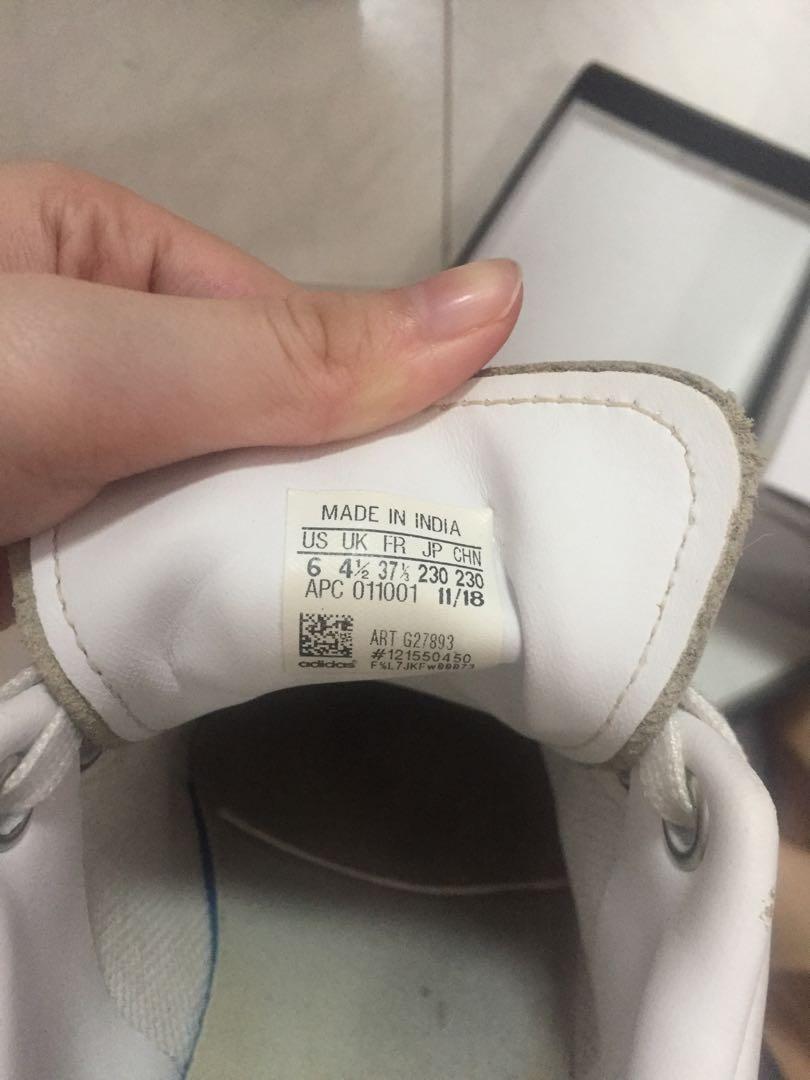 MADE IN INDIA
US UK FR JP CHN
6 4½ 37⅓ 230 230
APC 011001 11/18
ART G27893
#121550450
adidas